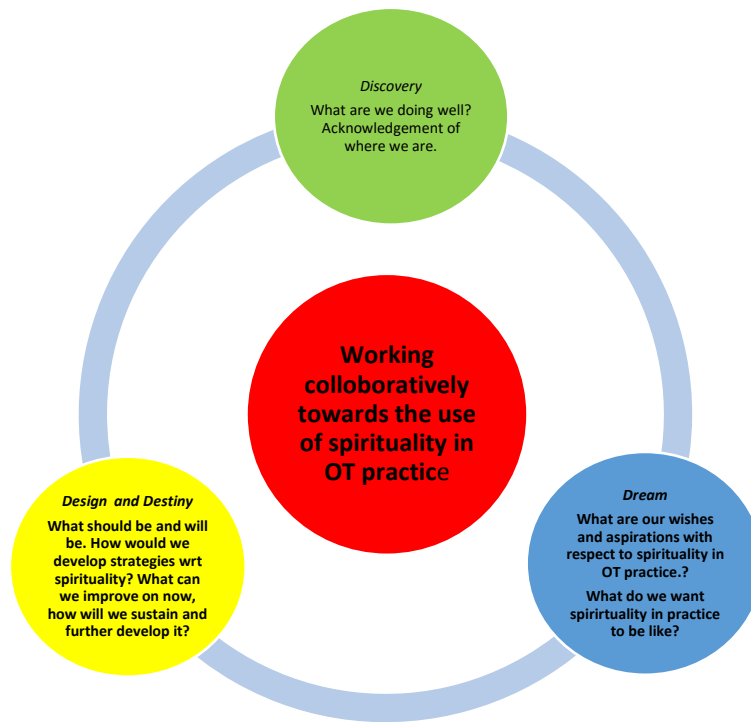 Discovery
What are we doing well?
Acknowledgement of
where we are.
Working
colloboratively
towards the use
of spirituality in
OT practice
Dream
What are our wishes
and aspirations with
respect to spirituality in
OT practice.?
What do we want
spirirtuality in practice
to be like?
Design and Destiny
What should be and will
be. How would we
develop strategies wrt
spirituality? What can
we improve on now,
how will we sustain and
further develop it?